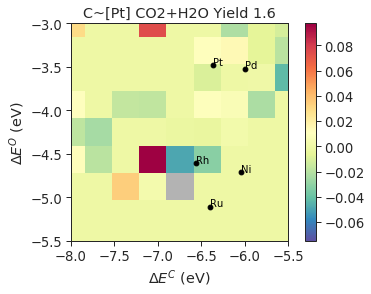 C~[Pt] CO2+H2O Yield 1.6
−3.0
−3.5
−4.0
−4.5
−5.0
−5.5
ΔE^O (eV)
Pt
Pd
Rh
Ni
Ru
−8.0 −7.5 −7.0 −6.5 −6.0 −5.5
ΔE^C (eV)
0.08
0.06
0.04
0.02
0.00
−0.02
−0.04
−0.06